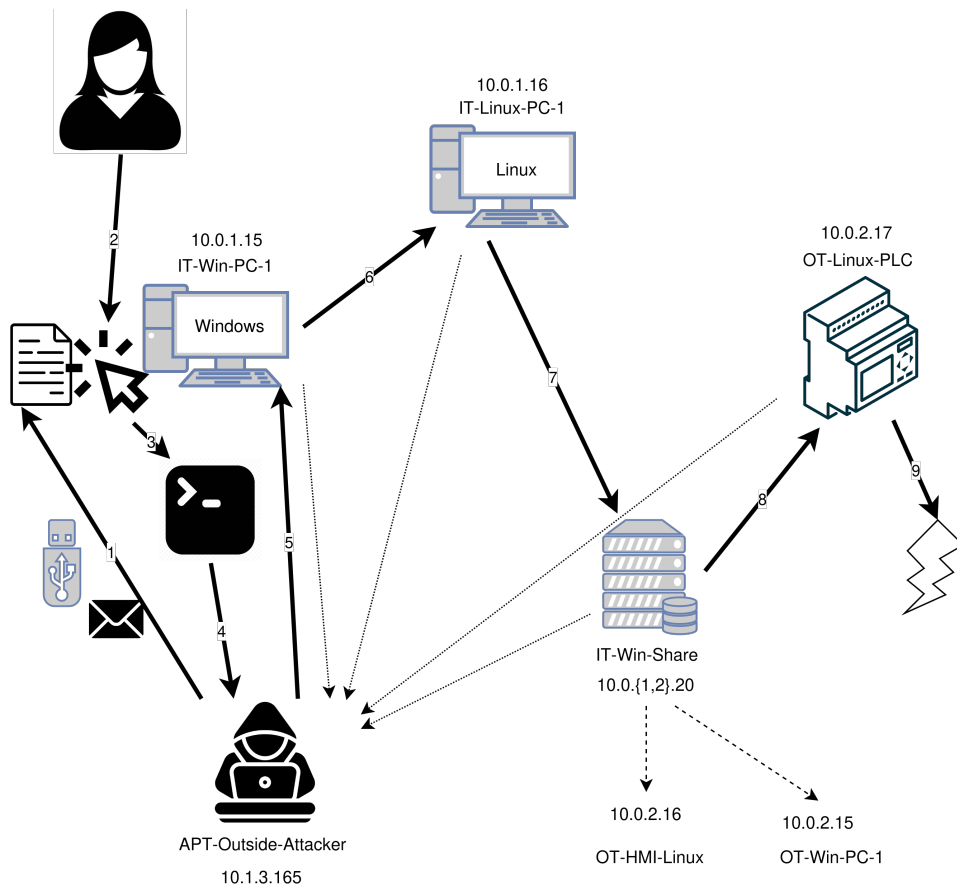 10.0.1.16
IT-Linux-PC-1
Linux
2
10.0.1.15
IT-Win-PC-1
Windows
6
10.0.2.17
OT-Linux-PLC
7
3
9
8
1
5
4
IT-Win-Share
10.0.{1,2}.20
APT-Outside-Attacker
10.1.3.165
10.0.2.16
OT-HMI-Linux
10.0.2.15
OT-Win-PC-1